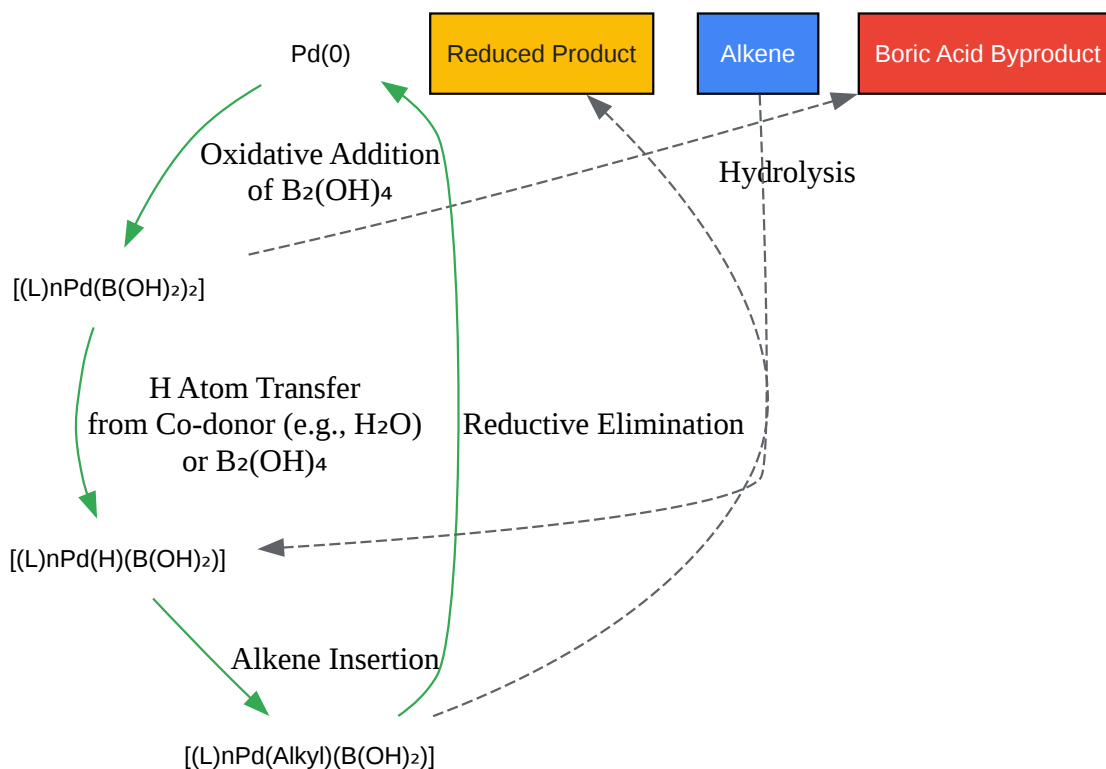 Pd(0)
Reduced Product
Alkene
Boric Acid Byproduct
Oxidative Addition
of B₂(OH)₄
Hydrolysis
[(L)nPd(B(OH)₂)₂]
H Atom Transfer
from Co-donor (e.g., H₂O)
or B₂(OH)₄
Reductive Elimination
[(L)nPd(H)(B(OH)₂)]
Alkene Insertion
[(L)nPd(Alkyl)(B(OH)₂)]